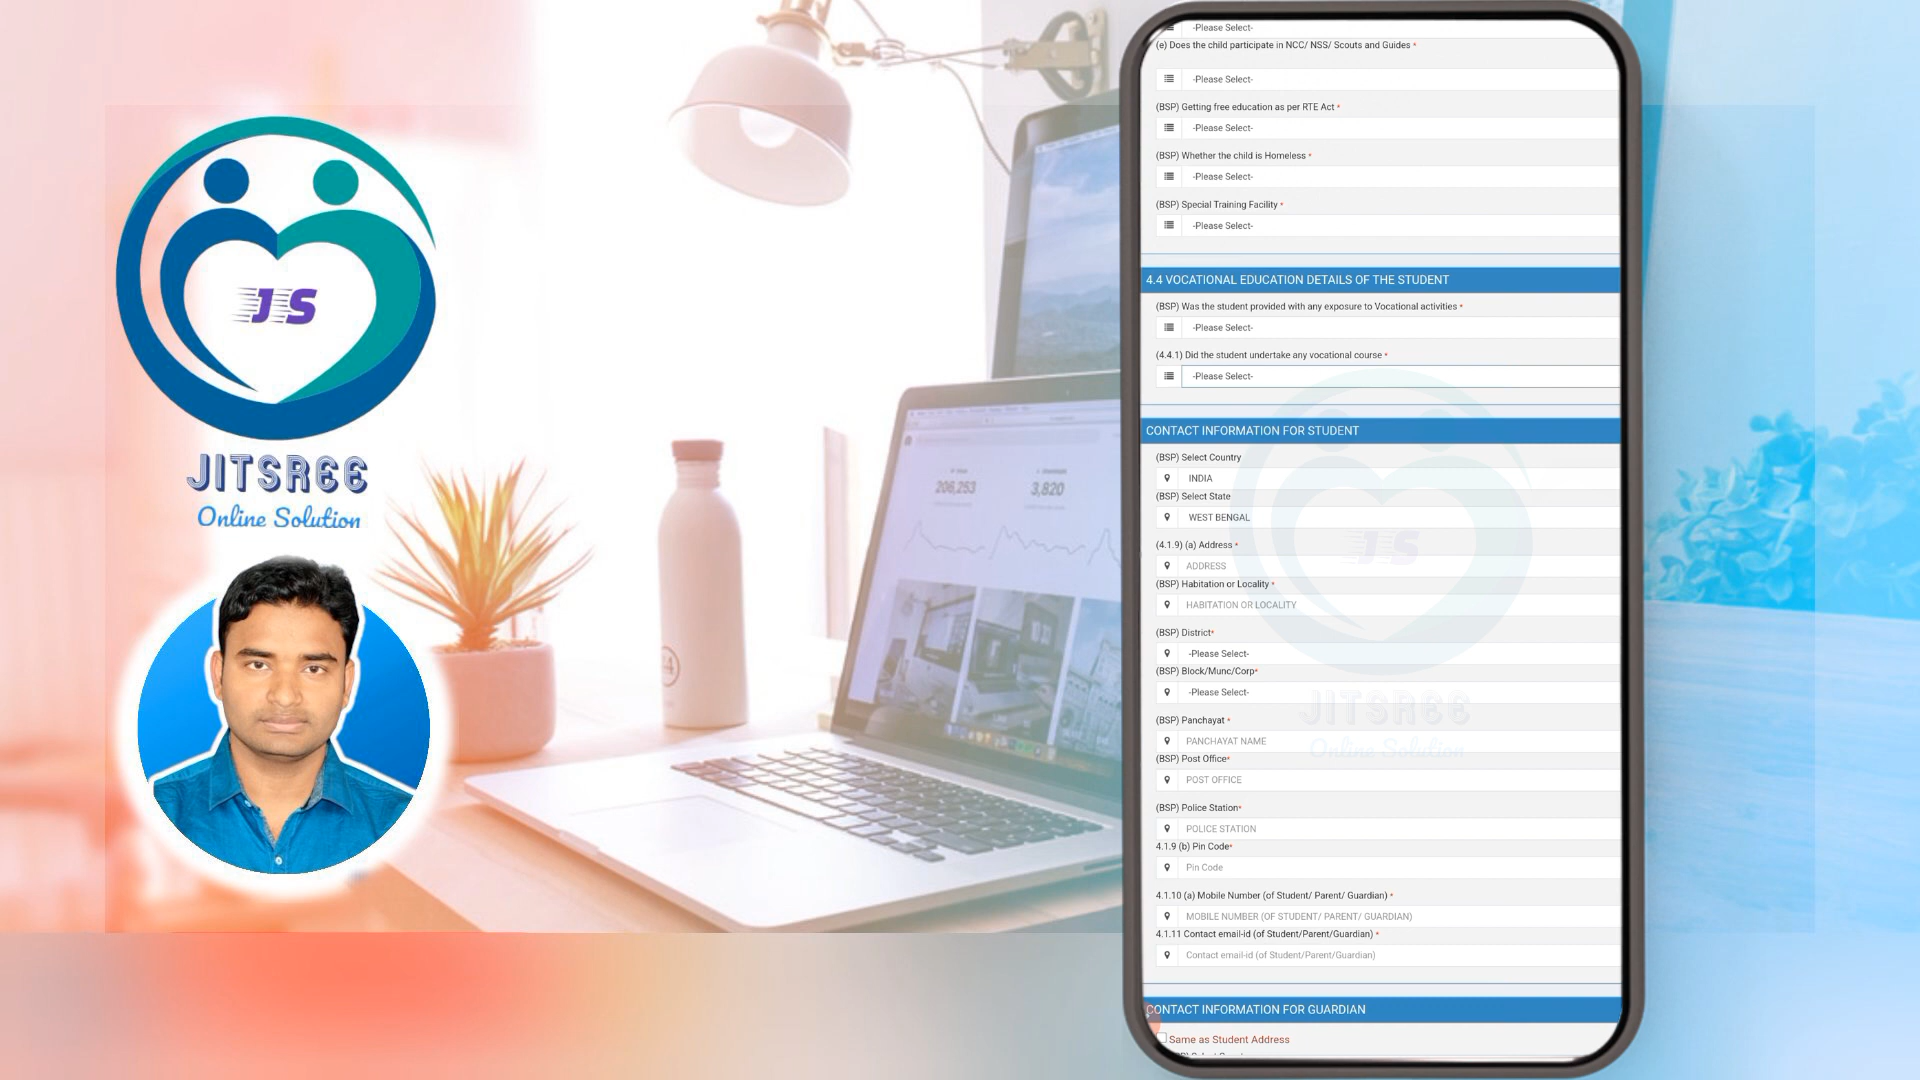 JS
JITSREE
Online Solution
206,253
3,820
-Please Select-
(e) Does the child participate in NCC/ NSS/ Scouts and Guides *
-Please Select-
(BSP) Getting free education as per RTE Act *
-Please Select-
(BSP) Whether the child is Homeless *
-Please Select-
(BSP) Special Training Facility *
-Please Select-
4.4 VOCATIONAL EDUCATION DETAILS OF THE STUDENT
(BSP) Was the student provided with any exposure to Vocational activities *
-Please Select-
(4.4.1) Did the student undertake any vocational course *
-Please Select-
CONTACT INFORMATION FOR STUDENT
(BSP) Select Country
INDIA
(BSP) Select State
WEST BENGAL
(4.1.9) (a) Address *
ADDRESS
(BSP) Habitation or Locality *
HABITATION OR LOCALITY
(BSP) District*
-Please Select-
(BSP) Block/Munc/Corp*
-Please Select-
(BSP) Panchayat *
PANCHAYAT NAME
(BSP) Post Office*
POST OFFICE
(BSP) Police Station*
POLICE STATION
4.1.9 (b) Pin Code*
Pin Code
4.1.10 (a) Mobile Number (of Student/ Parent/ Guardian) *
MOBILE NUMBER (OF STUDENT/ PARENT/ GUARDIAN)
4.1.11 Contact email-id (of Student/Parent/Guardian) *
Contact email-id (of Student/Parent/Guardian)
CONTACT INFORMATION FOR GUARDIAN
Same as Student Address
JS
JITSREE
Online Solution